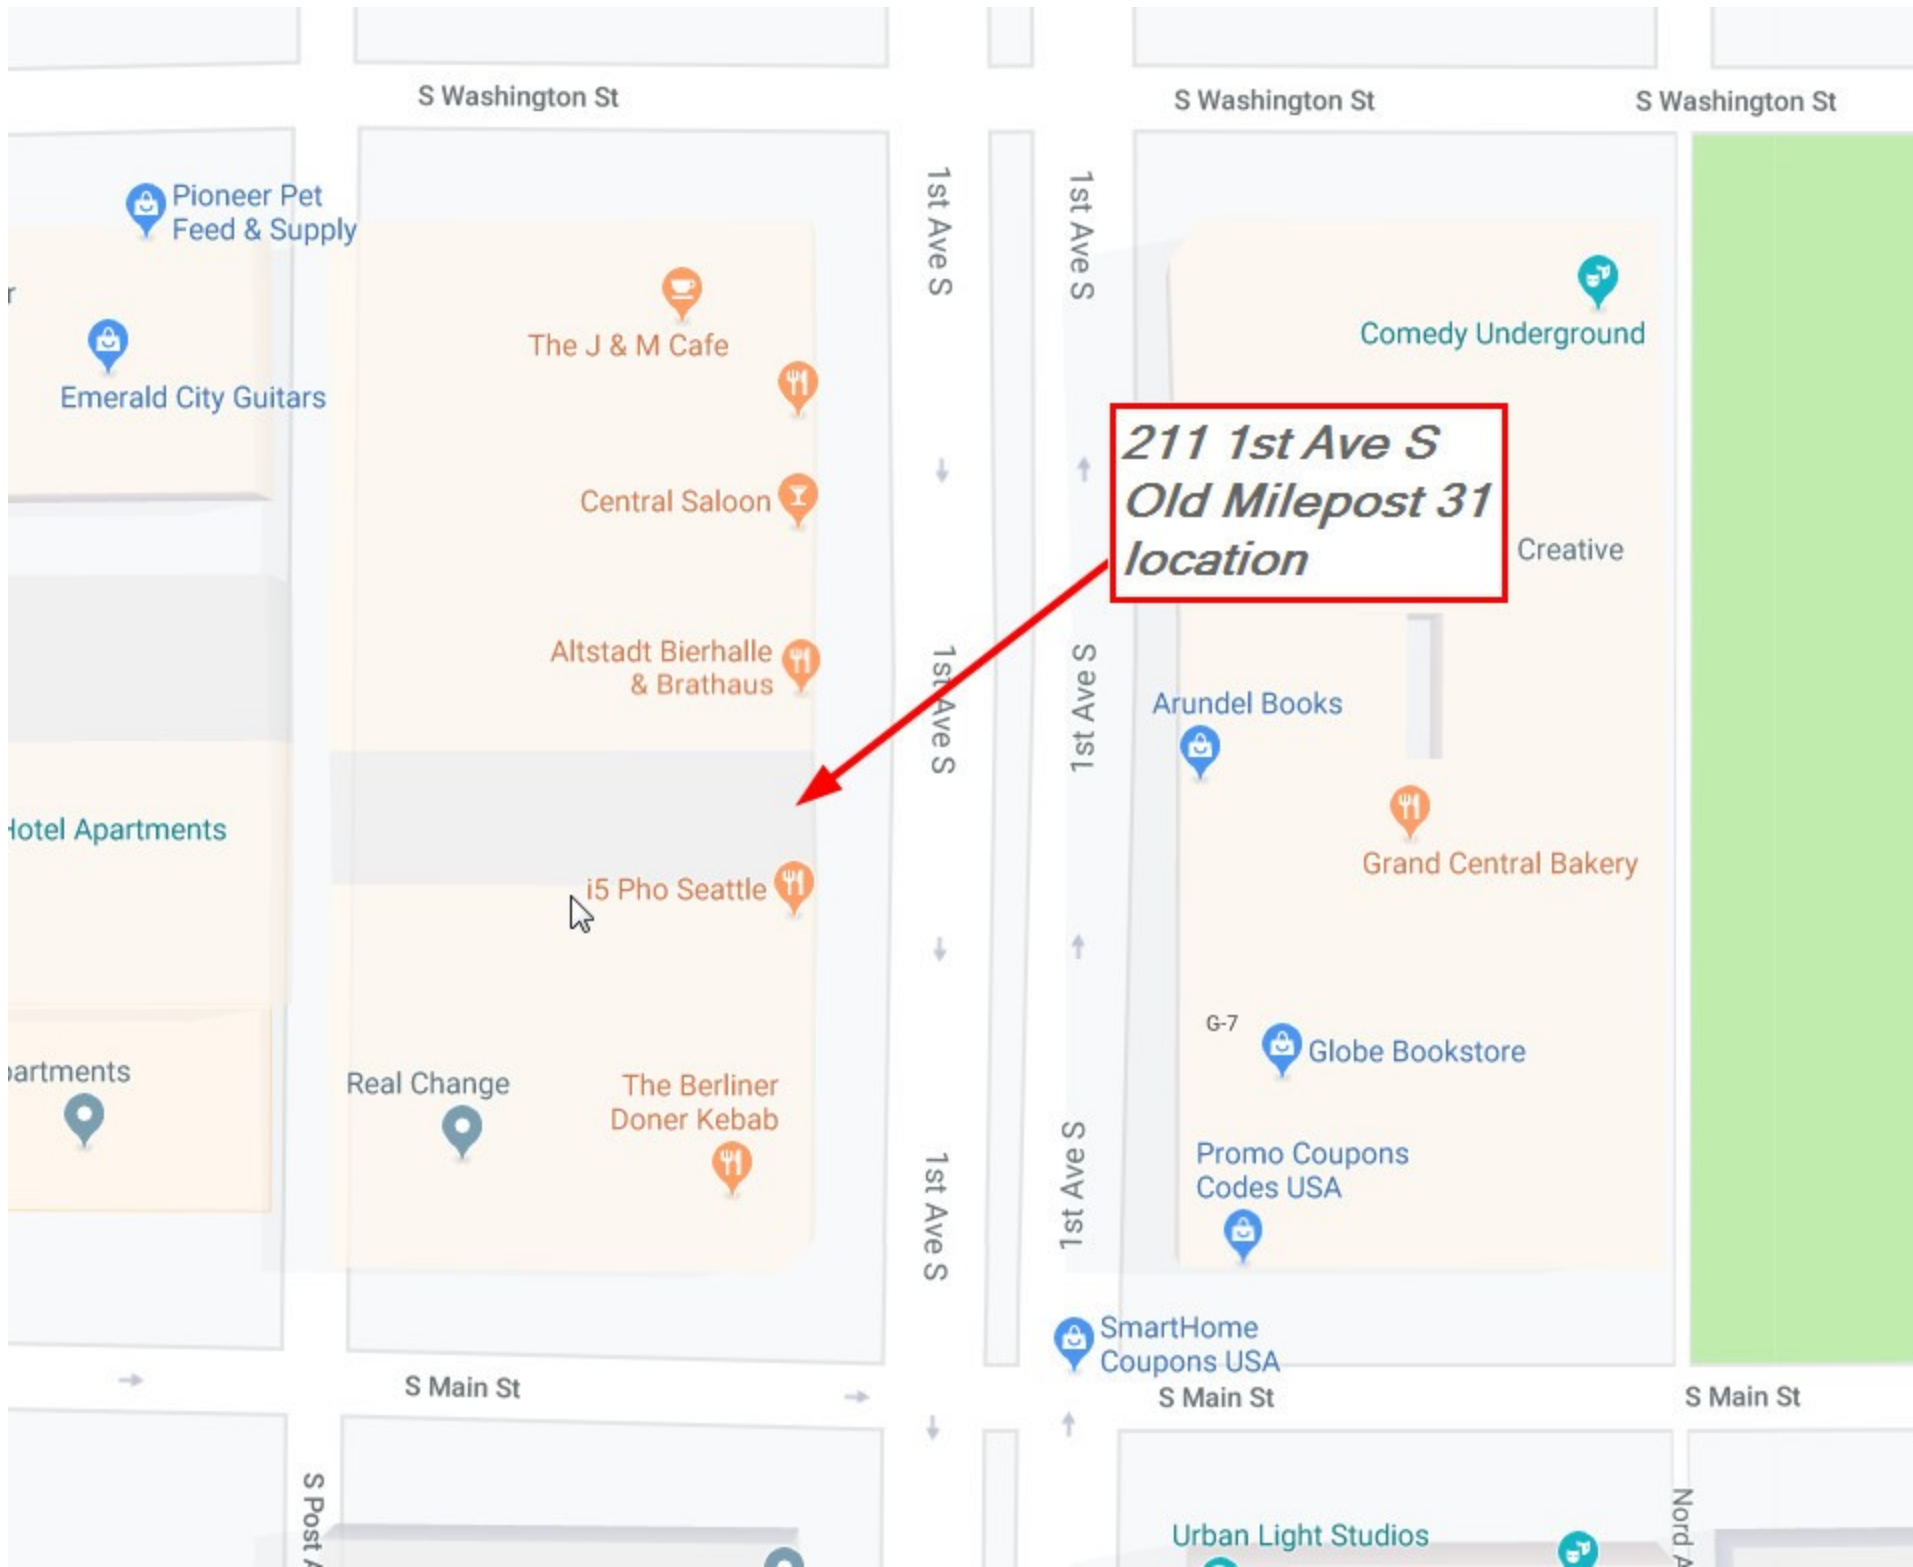 S Washington St
S Washington St
S Washington St
Pioneer Pet
Feed & Supply
1st Ave S
1st Ave S
r
The J & M Cafe
Comedy Underground
Emerald City Guitars
211 1st Ave S
Old Milepost 31
location
Central Saloon
Creative
Altstadt Bierhalle
& Brathaus
1st Ave S
1st Ave S
Arundel Books
Hotel Apartments
i5 Pho Seattle
Grand Central Bakery
G-7
Globe Bookstore
partments
Real Change
The Berliner
Doner Kebab
1st Ave S
1st Ave S
Promo Coupons
Codes USA
SmartHome
Coupons USA
S Main St
S Main St
S Main St
S Post A
Urban Light Studios
Nord A